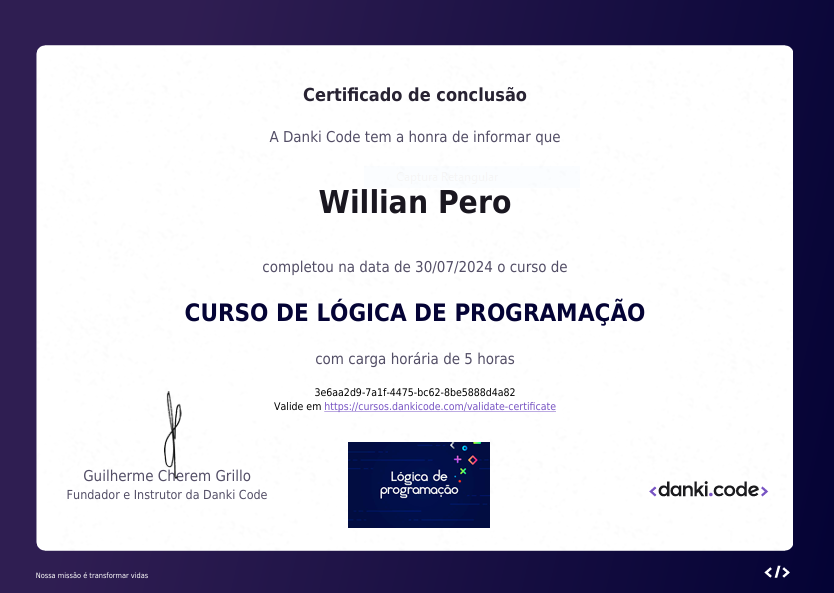 Certificado de conclusão
A Danki Code tem a honra de informar que
Willian Pero
completou na data de 30/07/2024 o curso de
CURSO DE LÓGICA DE PROGRAMAÇÃO
com carga horária de 5 horas
3e6aa2d9-7a1f-4475-bc62-8be5888d4a82
Valide em https://cursos.dankicode.com/validate-certificate
Guilherme Cherem Grillo
Fundador e Instrutor da Danki Code
Lógica de
programação
<danki.code>
Nossa missão é transformar vidas
</>